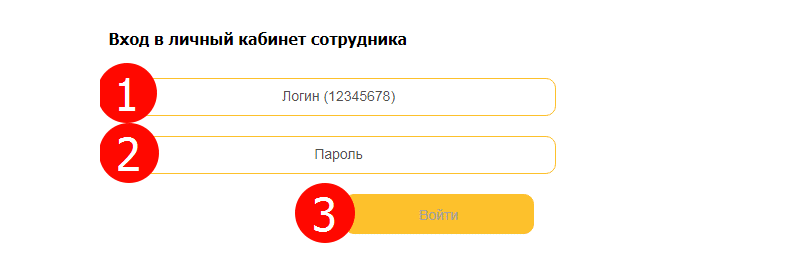 Вход в личный кабинет сотрудника
1 Логин (12345678)
2 Пароль
3 Войти